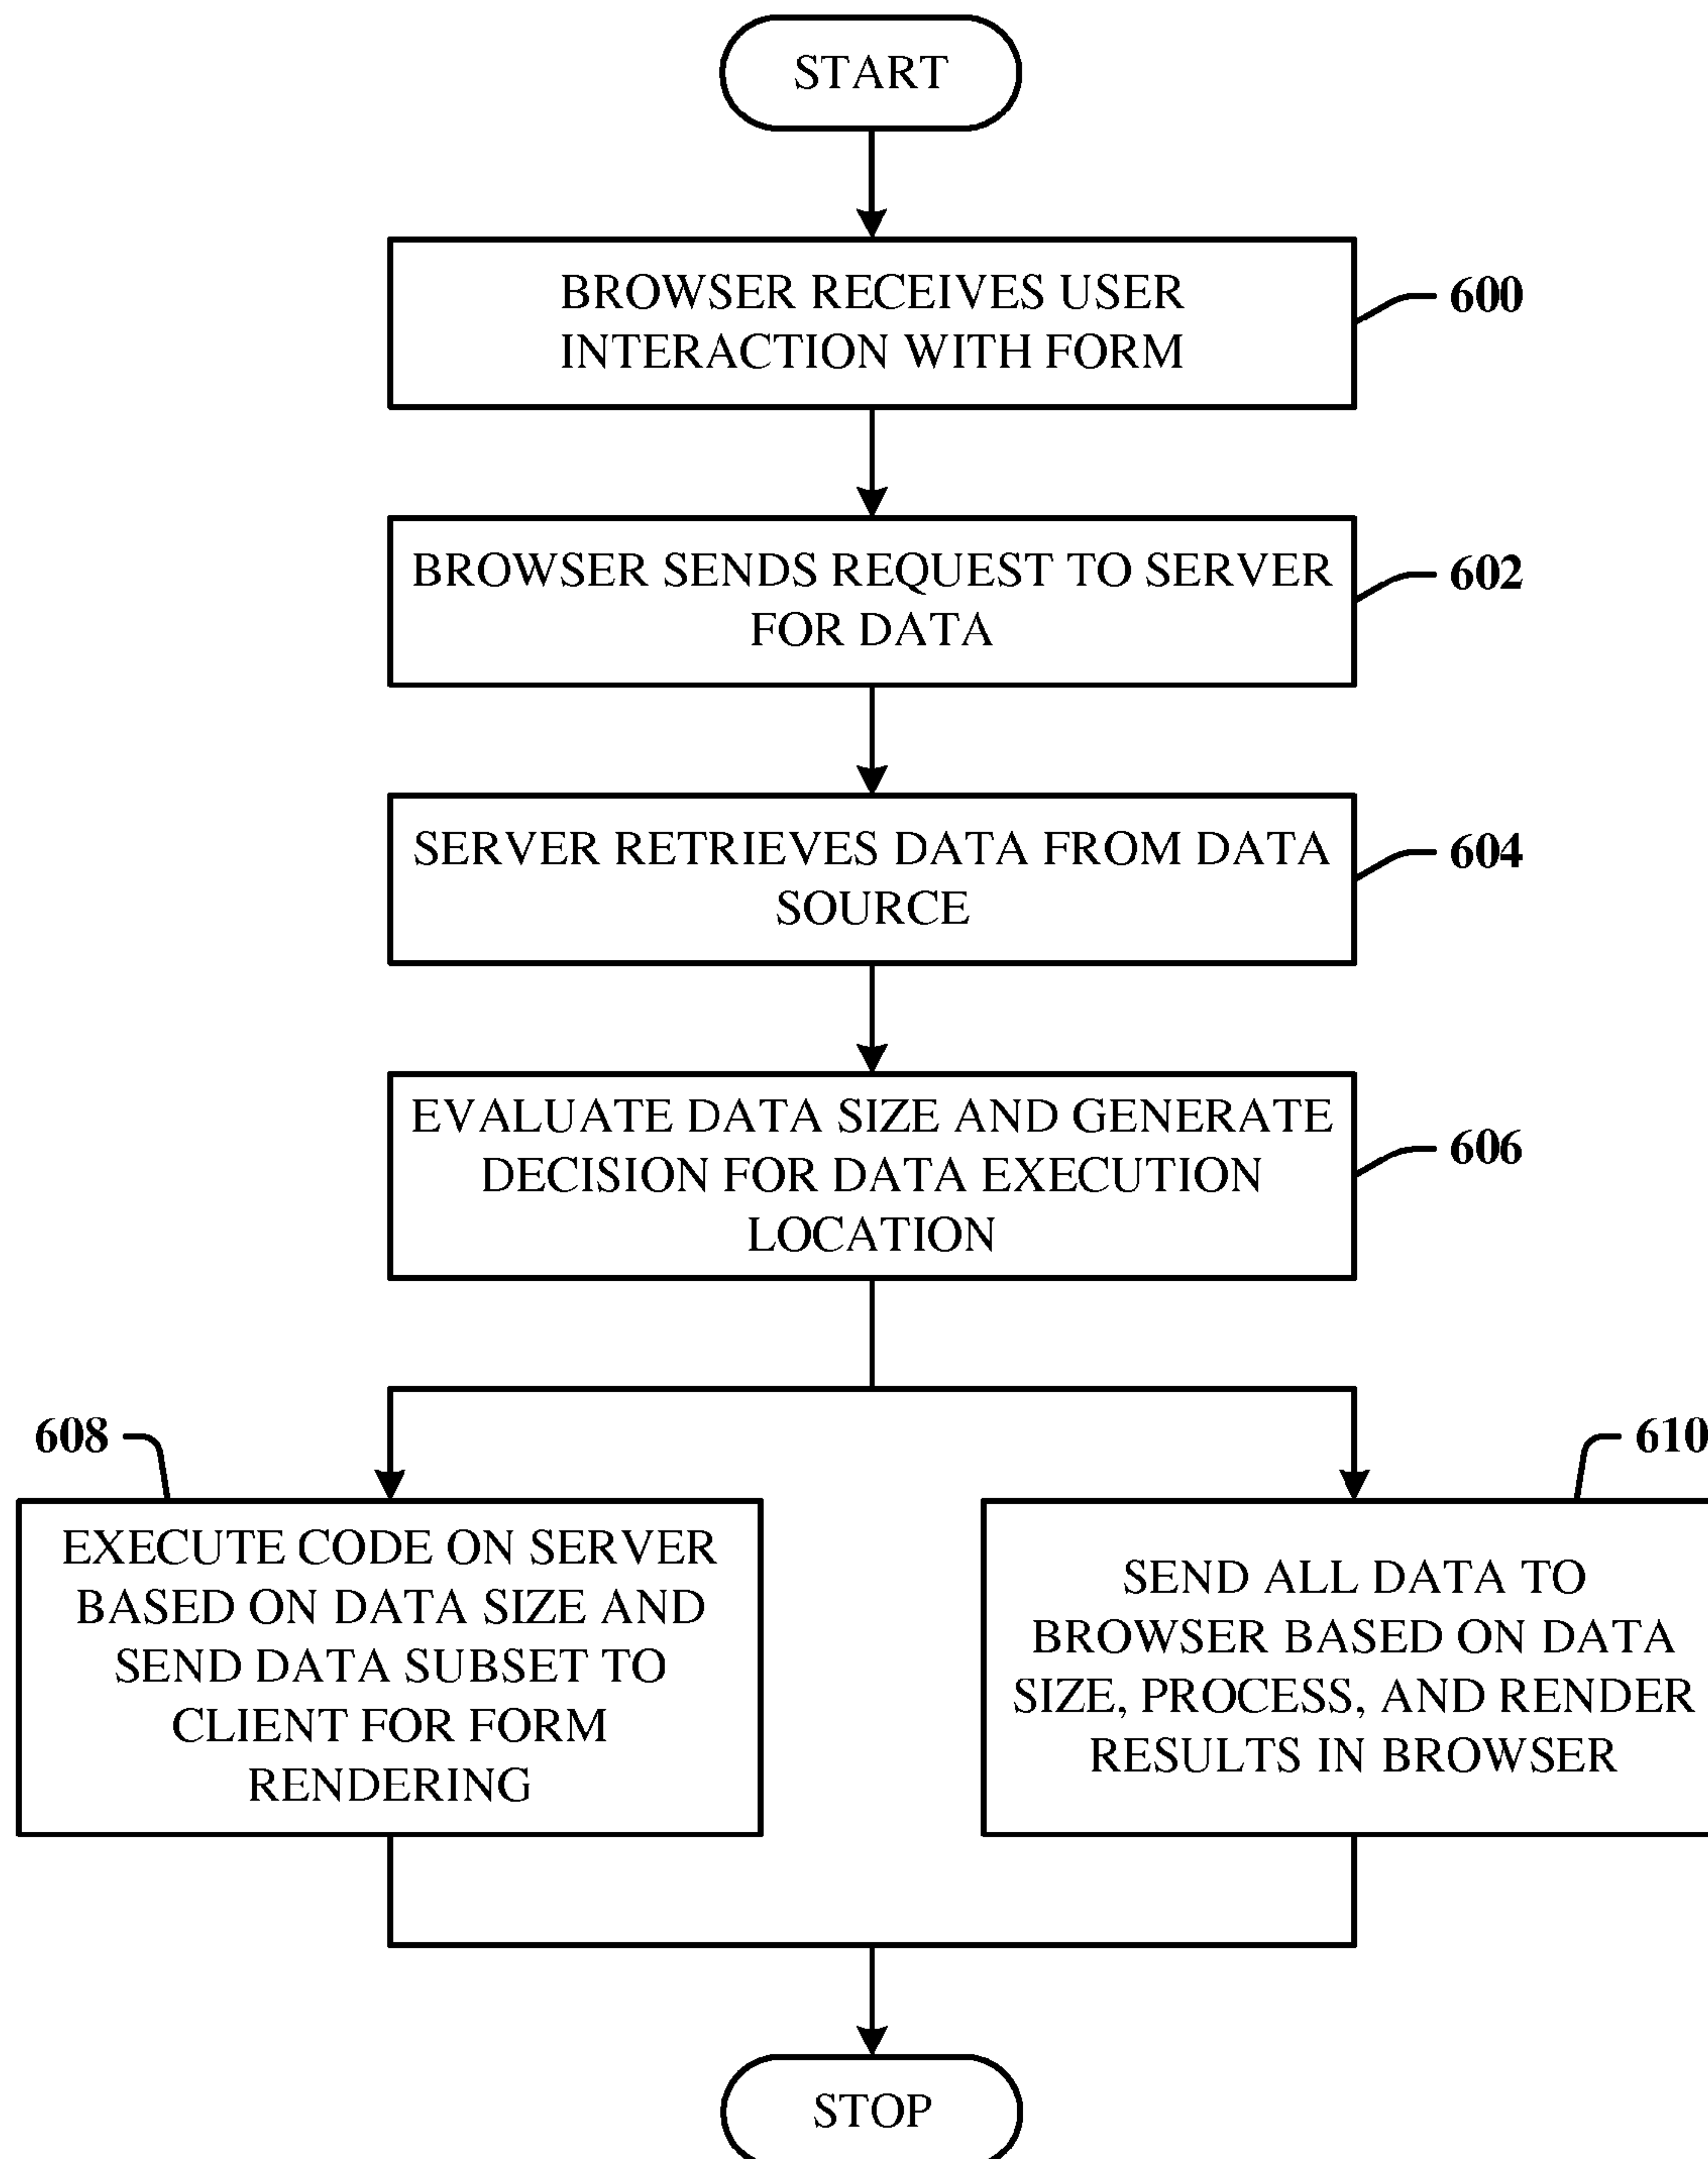 START
BROWSER RECEIVES USER
INTERACTION WITH FORM
600
BROWSER SENDS REQUEST TO SERVER
FOR DATA
602
SERVER RETRIEVES DATA FROM DATA
SOURCE
604
EVALUATE DATA SIZE AND GENERATE
DECISION FOR DATA EXECUTION
LOCATION
606
608
EXECUTE CODE ON SERVER
BASED ON DATA SIZE AND
SEND DATA SUBSET TO
CLIENT FOR FORM
RENDERING
610
SEND ALL DATA TO
BROWSER BASED ON DATA
SIZE, PROCESS, AND RENDER
RESULTS IN BROWSER
STOP